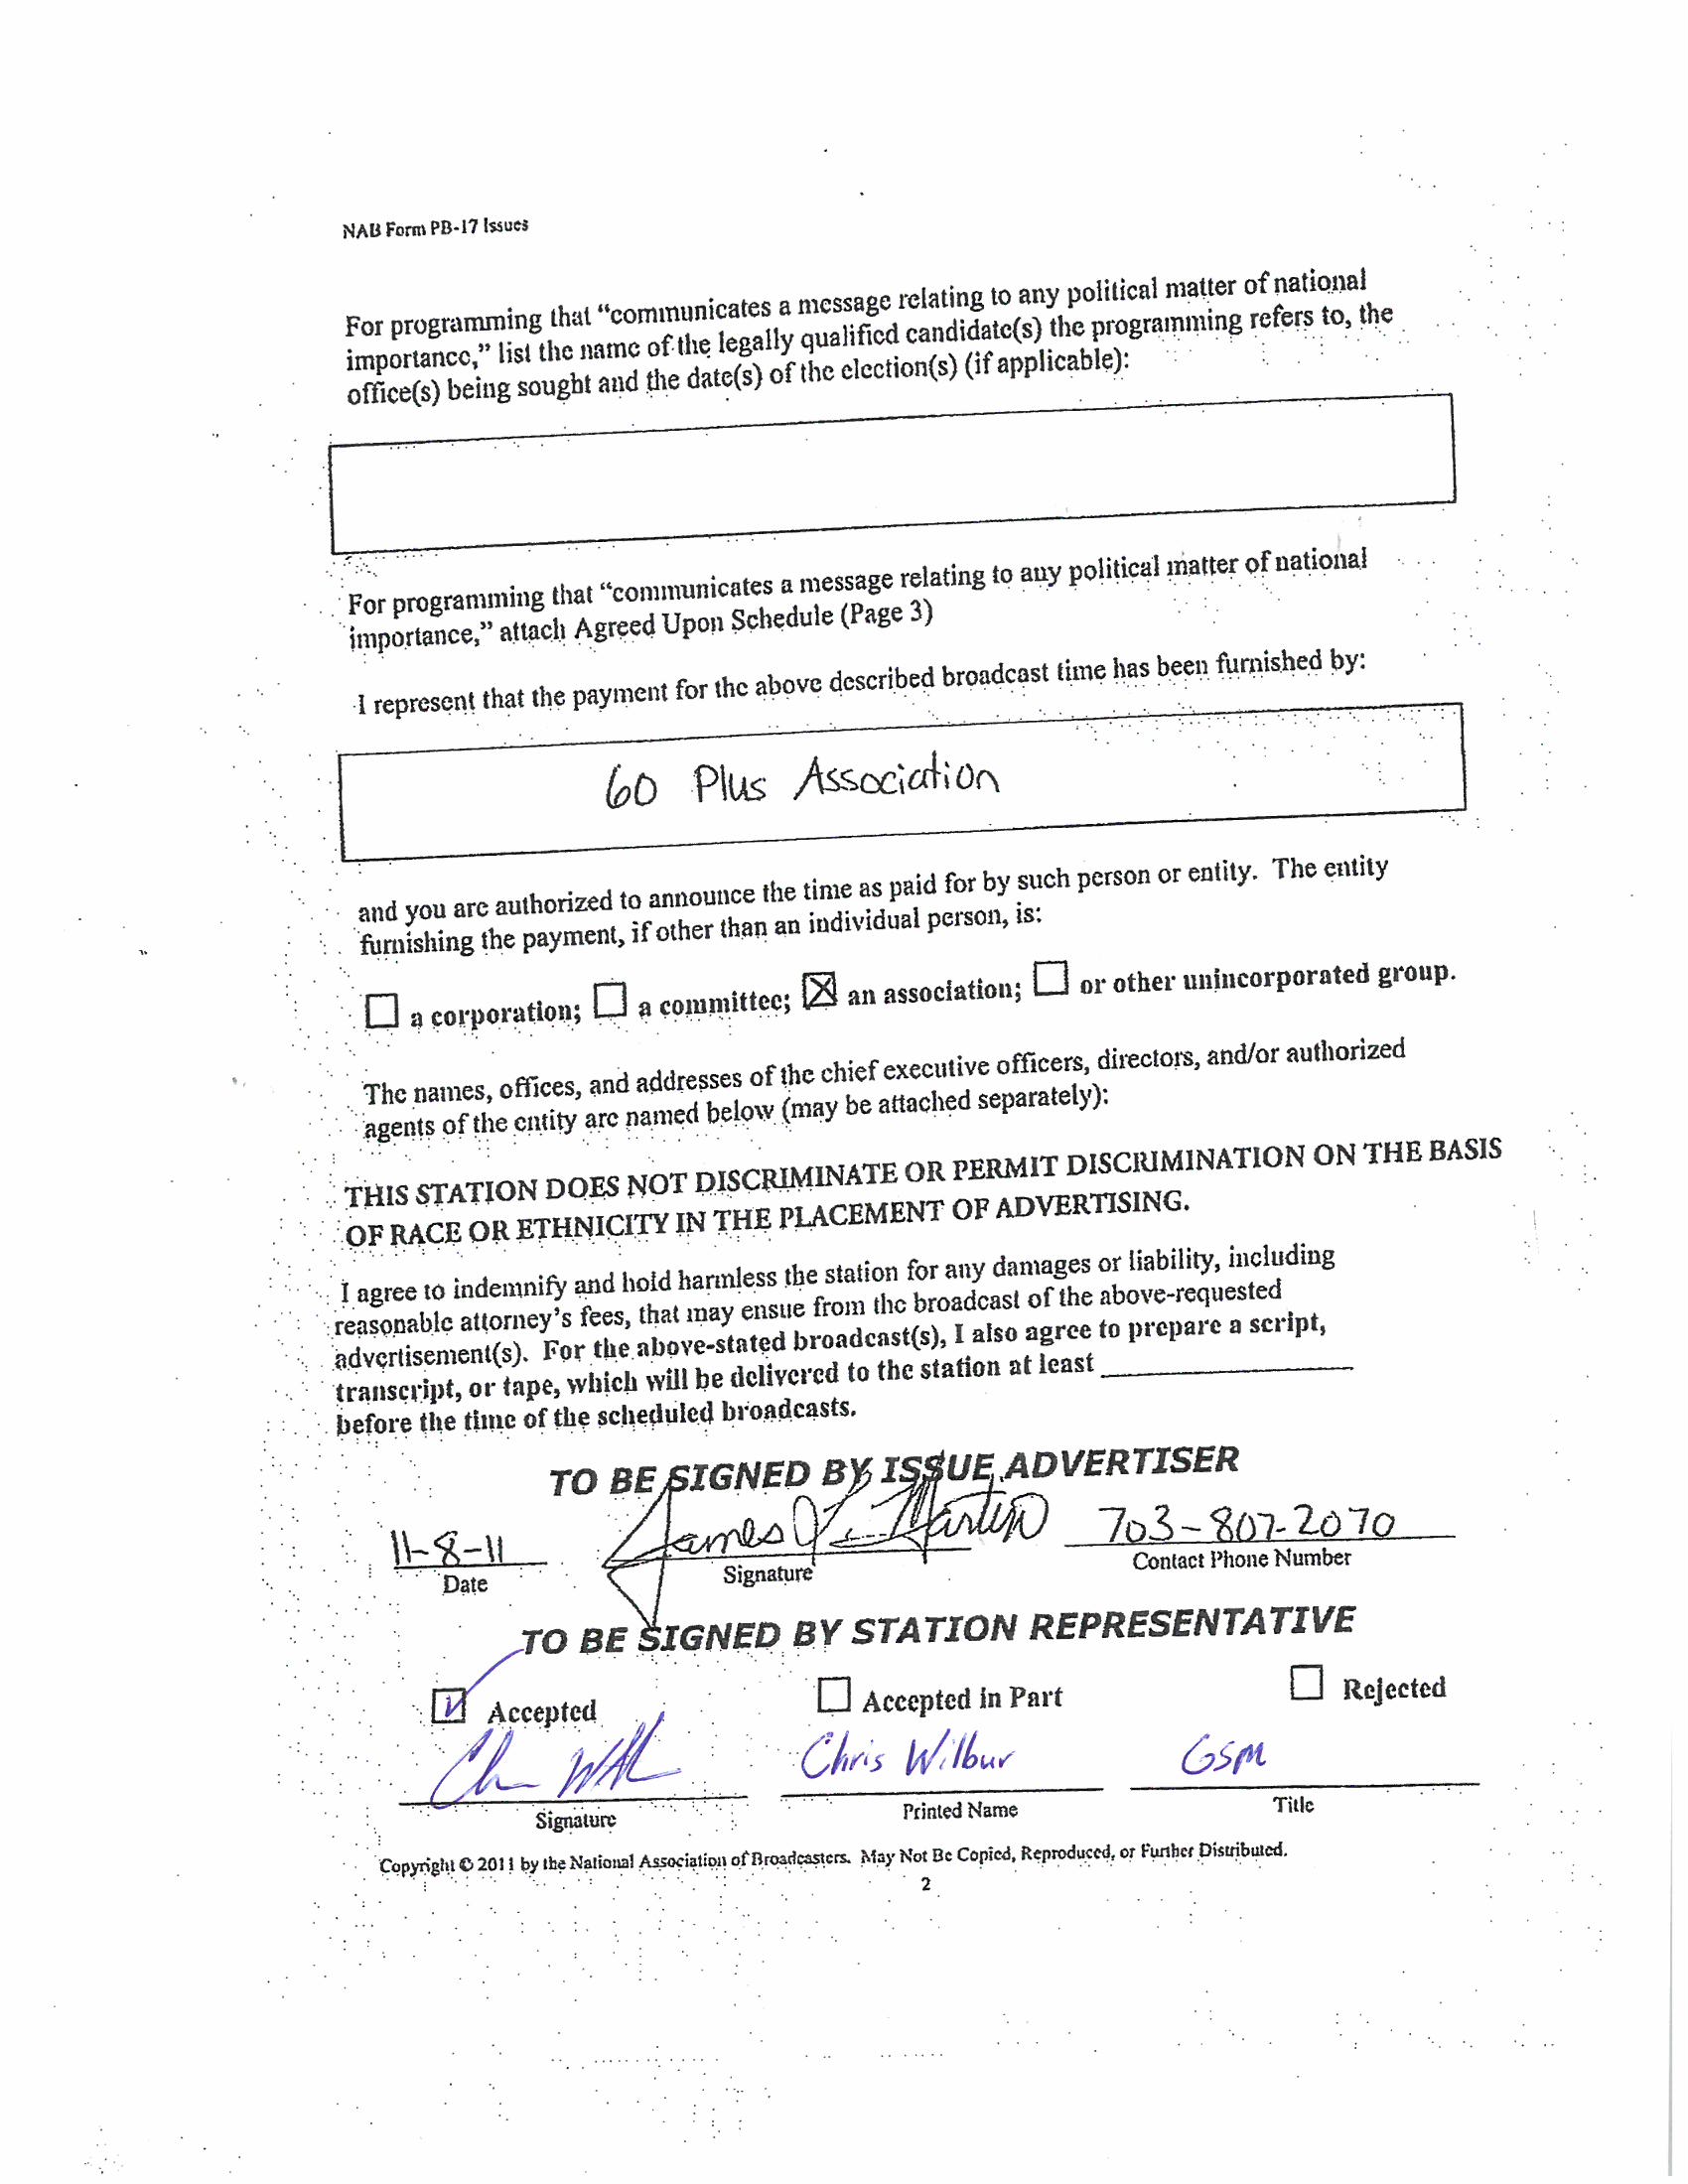 NAB Form PB-17 Issues
For programming that “communicates a message relating to any political matter of national
importance,” list the name of the legally qualified candidate(s) the programming refers to, the
office(s) being sought and the date(s) of the election(s) (if applicable):
For programming that “communicates a message relating to any political matter of national
importance,” attach Agreed Upon Schedule (Page 3)
I represent that the payment for the above described broadcast time has been furnished by:
60 Plus Association
and you are authorized to announce the time as paid for by such person or entity. The entity
furnishing the payment, if other than an individual person, is:
☐ a corporation; ☐ a committee; ☒ an association; ☐ or other unincorporated group.
The names, offices, and addresses of the chief executive officers, directors, and/or authorized
agents of the entity are named below (may be attached separately):
THIS STATION DOES NOT DISCRIMINATE OR PERMIT DISCRIMINATION ON THE BASIS
OF RACE OR ETHNICITY IN THE PLACEMENT OF ADVERTISING.
I agree to indemnify and hold harmless the station for any damages or liability, including
reasonable attorney’s fees, that may ensue from the broadcast of the above-requested
advertisement(s). For the above-stated broadcast(s), I also agree to prepare a script,
transcript, or tape, which will be delivered to the station at least ____________
before the time of the scheduled broadcasts.
TO BE SIGNED BY ISSUE ADVERTISER
11-8-11 James L. Martin 703-807-2070
Date Signature Contact Phone Number
TO BE SIGNED BY STATION REPRESENTATIVE
☑ Accepted ☐ Accepted in Part ☐ Rejected
Chris Wilbur GSM
Signature Printed Name Title
Copyright © 2011 by the National Association of Broadcasters. May Not Be Copied, Reproduced, or Further Distributed.
2